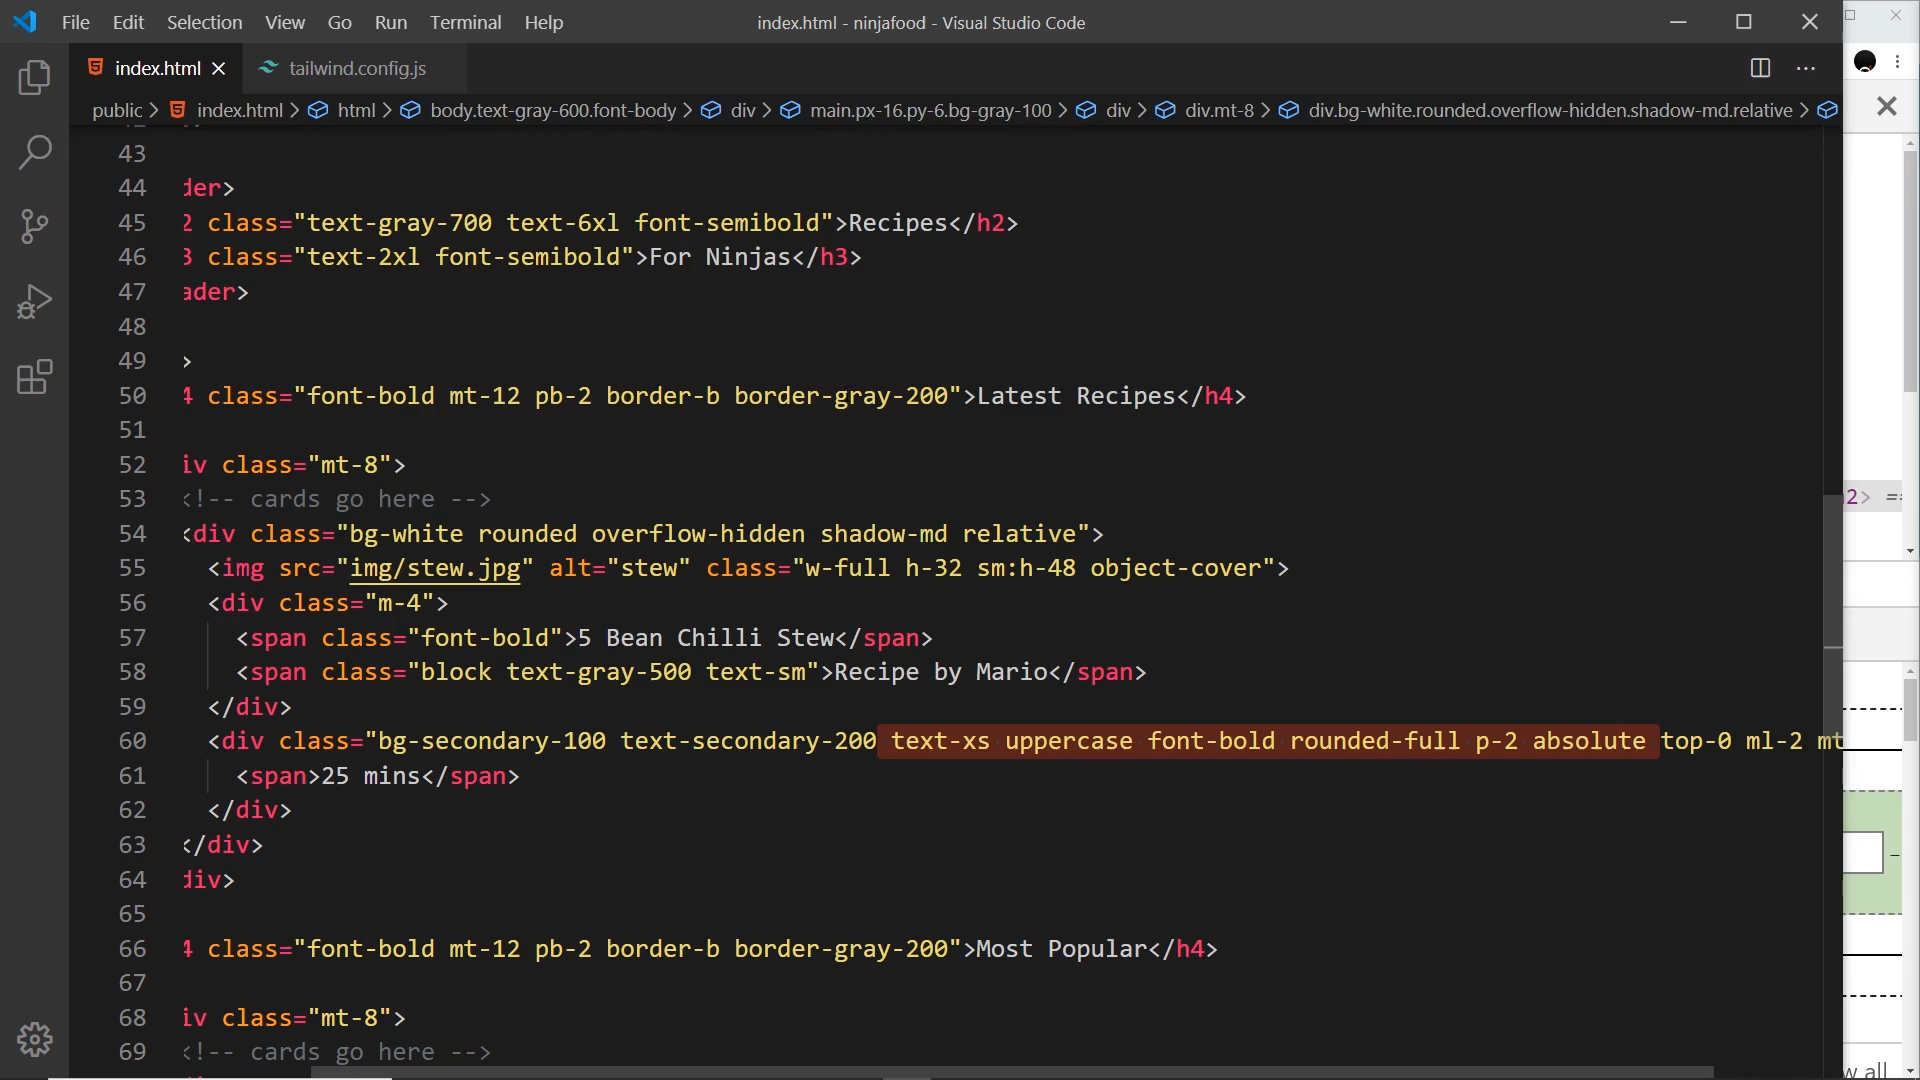 File Edit Selection View Go Run Terminal Help index.html - ninjafood - Visual Studio Code
index.html tailwind.config.js
public index.html html body.text-gray-600.font-body div main.px-16.py-6.bg-gray-100 div div.mt-8 div.bg-white.rounded.overflow-hidden.shadow-md.relative
43
44 der>
45 2 class="text-gray-700 text-6xl font-semibold">Recipes</h2>
46 3 class="text-2xl font-semibold">For Ninjas</h3>
47 ader>
48
49 >
50 4 class="font-bold mt-12 pb-2 border-b border-gray-200">Latest Recipes</h4>
51
52 iv class="mt-8">
53 <!-- cards go here -->
54 <div class="bg-white rounded overflow-hidden shadow-md relative">
55 <img src="img/stew.jpg" alt="stew" class="w-full h-32 sm:h-48 object-cover">
56 <div class="m-4">
57 <span class="font-bold">5 Bean Chilli Stew</span>
58 <span class="block text-gray-500 text-sm">Recipe by Mario</span>
59 </div>
60 <div class="bg-secondary-100 text-secondary-200 text-xs uppercase font-bold rounded-full p-2 absolute top-0 ml-2 mt
61 <span>25 mins</span>
62 </div>
63 </div>
64 div>
65
66 4 class="font-bold mt-12 pb-2 border-b border-gray-200">Most Popular</h4>
67
68 iv class="mt-8">
69 <!-- cards go here -->
2> ==
w all